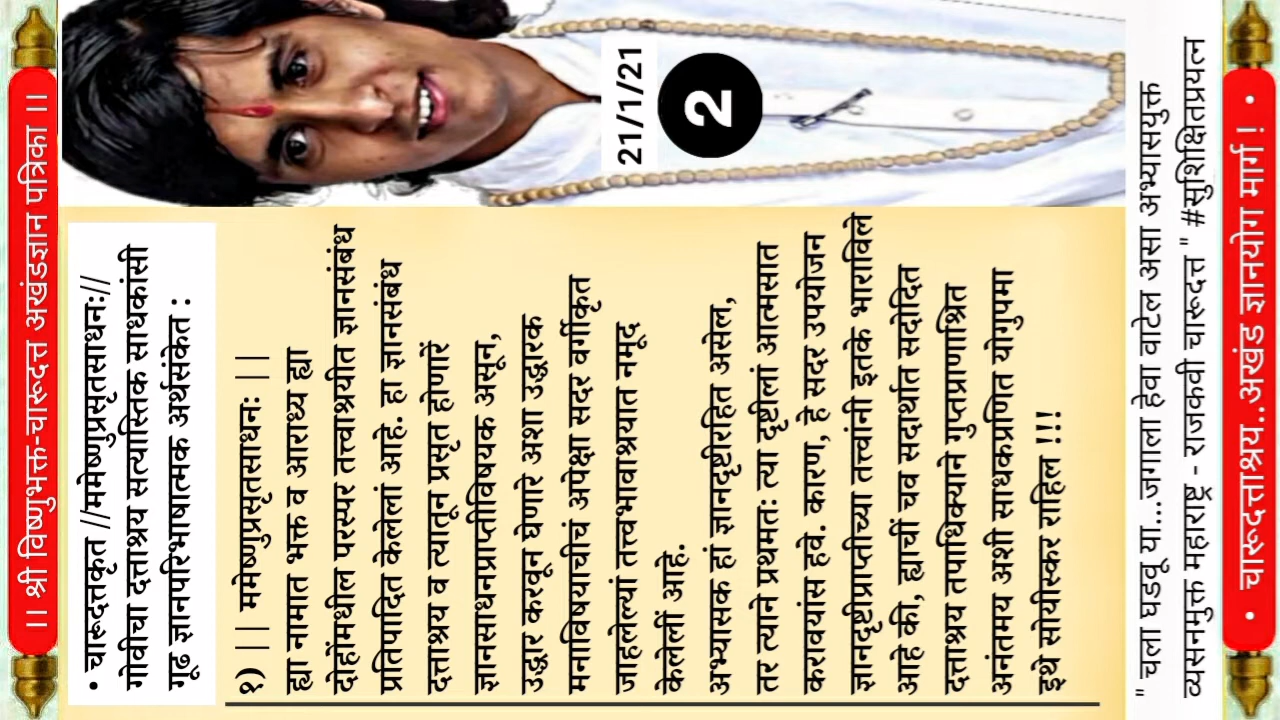 ।। श्री विष्णुभक्त-चारूदत्त अखंडज्ञान पत्रिका ।।
• चारूदत्तकृत //ममेष्णुप्रसृतसाधन:://
गोवीचा दत्ताश्रय सत्यास्तिक साधकांसी
गूढ ज्ञानपरिभाषात्मक अर्थसंकेत :
21/1/21
2
१) || ममेष्णुप्रसृतसाधन: ||
ह्या नामात भक्त व आराध्य ह्या
दोहोंमधील परस्पर तत्त्वाश्रयीत ज्ञानसंबंध
प्रतिपादित केलेलां आहे. हा ज्ञानसंबंध
दत्ताश्रय व त्यातून प्रसृत होणारें
ज्ञानसाधनप्राप्तीविषयक असून,
उद्धार करवून घेणारे अशा उद्धारक
मनाविषयाचीचं अपेक्षा सदर वर्गीकृत
जाहलेल्यां तत्त्वभावाश्रयात नमूद
केलेलीं आहे.
अभ्यासक हां ज्ञानदृष्टीरहित असेल,
तर त्याने प्रथमत: त्या दृष्टीलां आत्मसात
करावयांस हवे. कारण, हे सदर उपयोजन
ज्ञानदृष्टीप्राप्तीच्या तत्त्वांनी इतके भाराविले
आहे की, ह्याचीं चव सदार्थात सदोदित
दत्ताश्रय तपाधिक्याने गुप्तप्राणाश्रित
अनंतमय अशी साधकप्रणित योगुपमा
इथे सोयीस्कर राहिल !!!
" चला घडवू या...जगाला हेवा वाटेल असा अभ्यासपुक्त
व्यसनमुक्त महाराष्ट्र - राजकवी चारूदत्त " #सुशिक्षितप्रयत्न
• चारूदत्ताश्रय..अखंड ज्ञानयोग मार्ग ! •